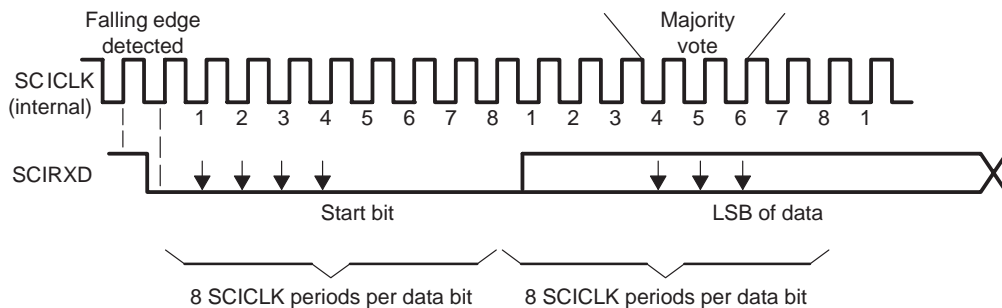 Falling edge
detected
Majority
vote
SCICLK
(internal)
1 2 3 4 5 6 7 8 1 2 3 4 5 6 7 8 1
SCIRXD
Start bit
LSB of data
8 SCICLK periods per data bit
8 SCICLK periods per data bit